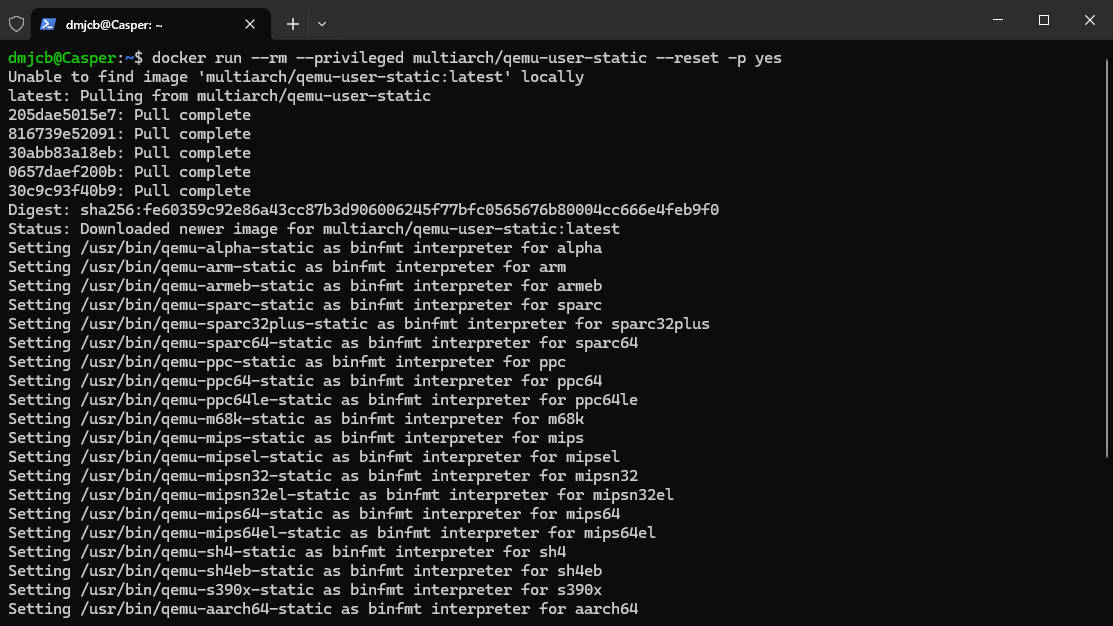 dmjcb@Casper: ~
dmjcb@Casper:~$ docker run --rm --privileged multiarch/qemu-user-static --reset -p yes
Unable to find image 'multiarch/qemu-user-static:latest' locally
latest: Pulling from multiarch/qemu-user-static
205dae5015e7: Pull complete
816739e52091: Pull complete
30abb83a18eb: Pull complete
0657daef200b: Pull complete
30c9c93f40b9: Pull complete
Digest: sha256:fe60359c92e86a43cc87b3d906006245f77bfc0565676b80004cc666e4feb9f0
Status: Downloaded newer image for multiarch/qemu-user-static:latest
Setting /usr/bin/qemu-alpha-static as binfmt interpreter for alpha
Setting /usr/bin/qemu-arm-static as binfmt interpreter for arm
Setting /usr/bin/qemu-armeb-static as binfmt interpreter for armeb
Setting /usr/bin/qemu-sparc-static as binfmt interpreter for sparc
Setting /usr/bin/qemu-sparc32plus-static as binfmt interpreter for sparc32plus
Setting /usr/bin/qemu-sparc64-static as binfmt interpreter for sparc64
Setting /usr/bin/qemu-ppc-static as binfmt interpreter for ppc
Setting /usr/bin/qemu-ppc64-static as binfmt interpreter for ppc64
Setting /usr/bin/qemu-ppc64le-static as binfmt interpreter for ppc64le
Setting /usr/bin/qemu-m68k-static as binfmt interpreter for m68k
Setting /usr/bin/qemu-mips-static as binfmt interpreter for mips
Setting /usr/bin/qemu-mipsel-static as binfmt interpreter for mipsel
Setting /usr/bin/qemu-mipsn32-static as binfmt interpreter for mipsn32
Setting /usr/bin/qemu-mipsn32el-static as binfmt interpreter for mipsn32el
Setting /usr/bin/qemu-mips64-static as binfmt interpreter for mips64
Setting /usr/bin/qemu-mips64el-static as binfmt interpreter for mips64el
Setting /usr/bin/qemu-sh4-static as binfmt interpreter for sh4
Setting /usr/bin/qemu-sh4eb-static as binfmt interpreter for sh4eb
Setting /usr/bin/qemu-s390x-static as binfmt interpreter for s390x
Setting /usr/bin/qemu-aarch64-static as binfmt interpreter for aarch64